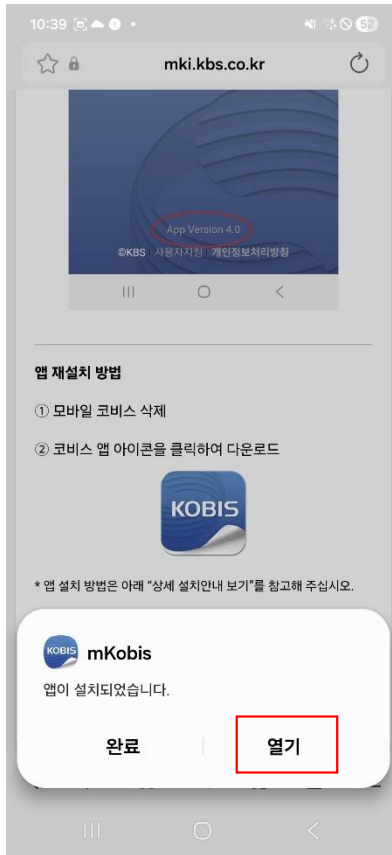 10:39
52
mki.kbs.co.kr
App Version 4.0
©KBS | 사용자지침 | 개인정보처리방침
앱 재설치 방법
① 모바일 코비스 삭제
② 코비스 앱 아이콘을 클릭하여 다운로드
KOBIS
* 앱 설치 방법은 아래 "상세 설치안내 보기"를 참고해 주십시오.
KOBIS mKobis
앱이 설치되었습니다.
완료 열기